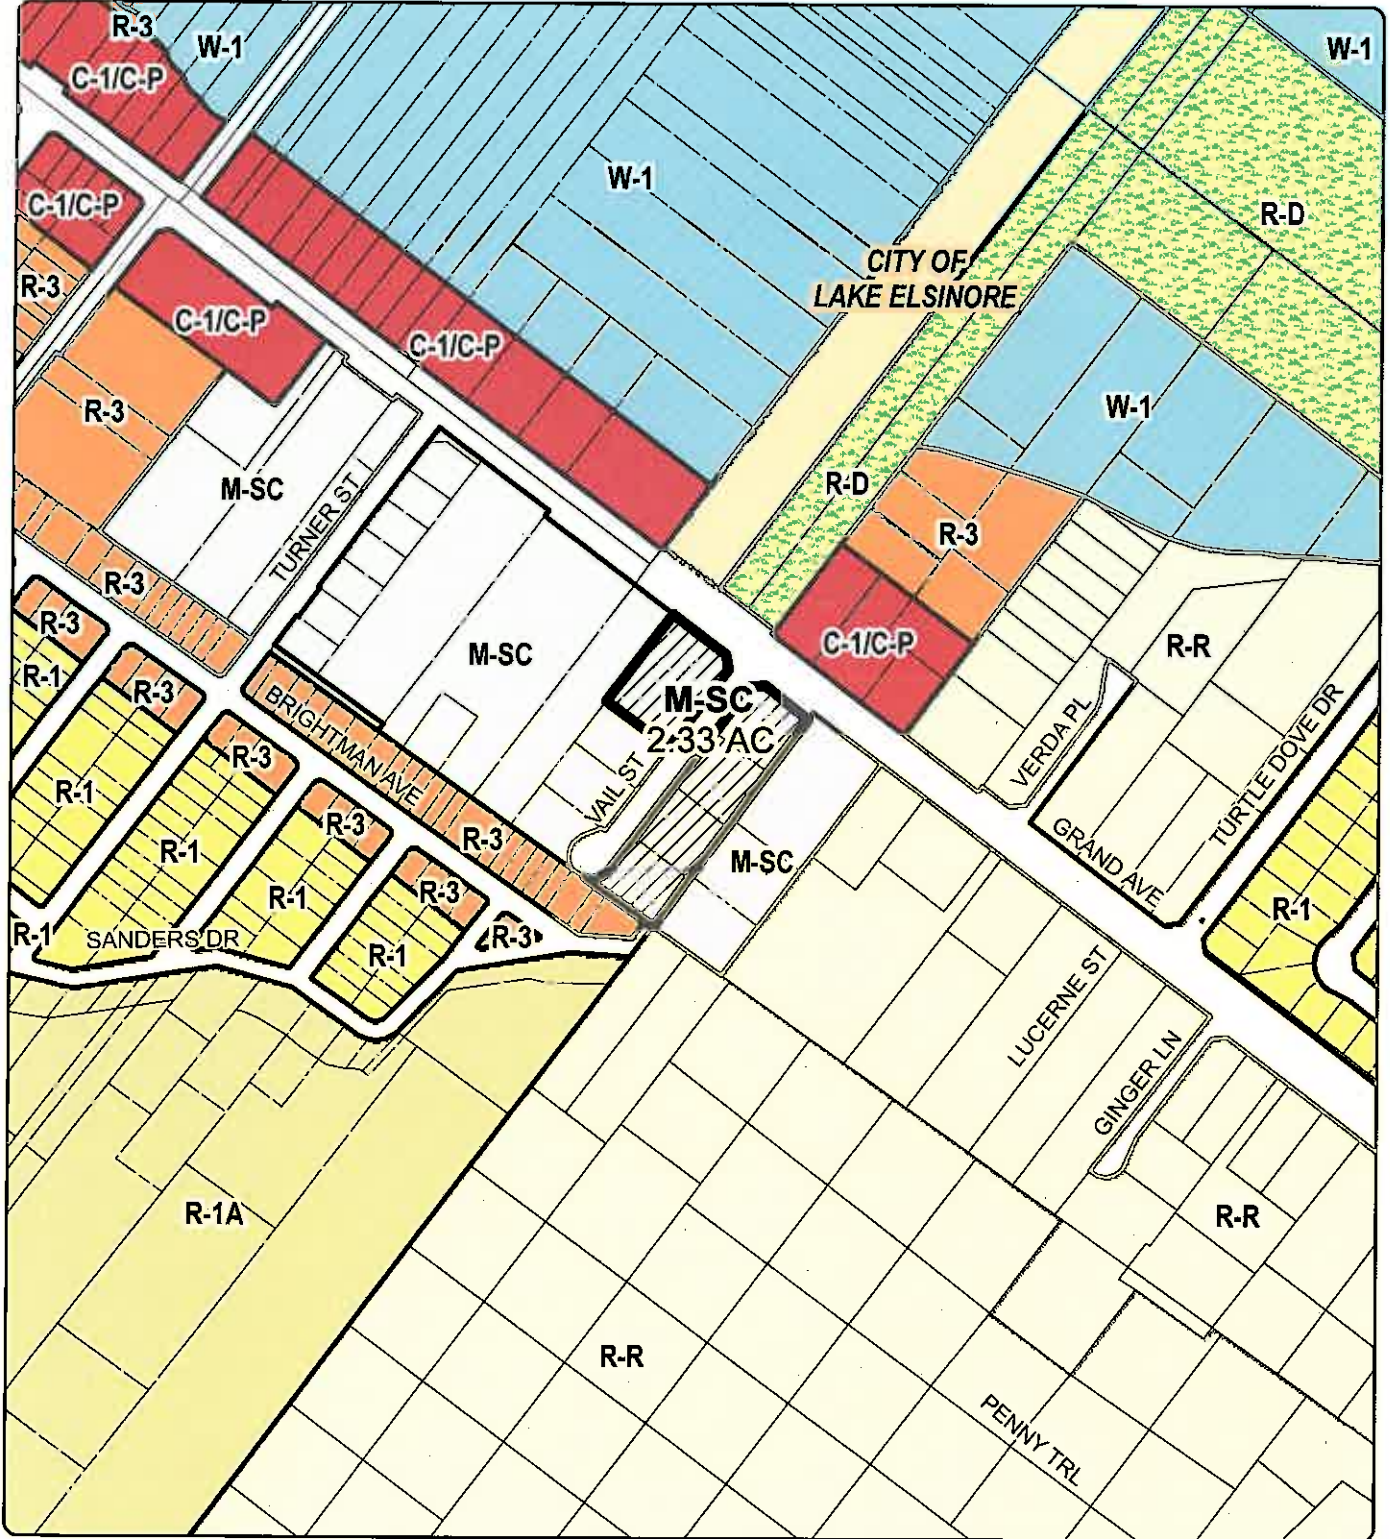 R-3
W-1
W-1
C-1/C-P
W-1
C-1/C-P
R-D
CITY OF
LAKE ELSINORE
R-3
C-1/C-P
C-1/C-P
R-3
W-1
M-SC
R-D
TURNER ST
R-3
R-3
R-3
C-1/C-P
R-R
M-SC
R-1
R-3
M-SC
2.33 AC
BRIGHTMAN AVE
VERDA PL
TURTLE DOVE DR
R-3
VAIL ST
R-1
R-3
R-3
R-1
M-SC
GRAND AVE
R-1
R-3
R-1
R-1
SANDERS DR
R-3
R-1
LUCERNE ST
GINGER LN
R-1A
R-R
R-R
PENNY TRL